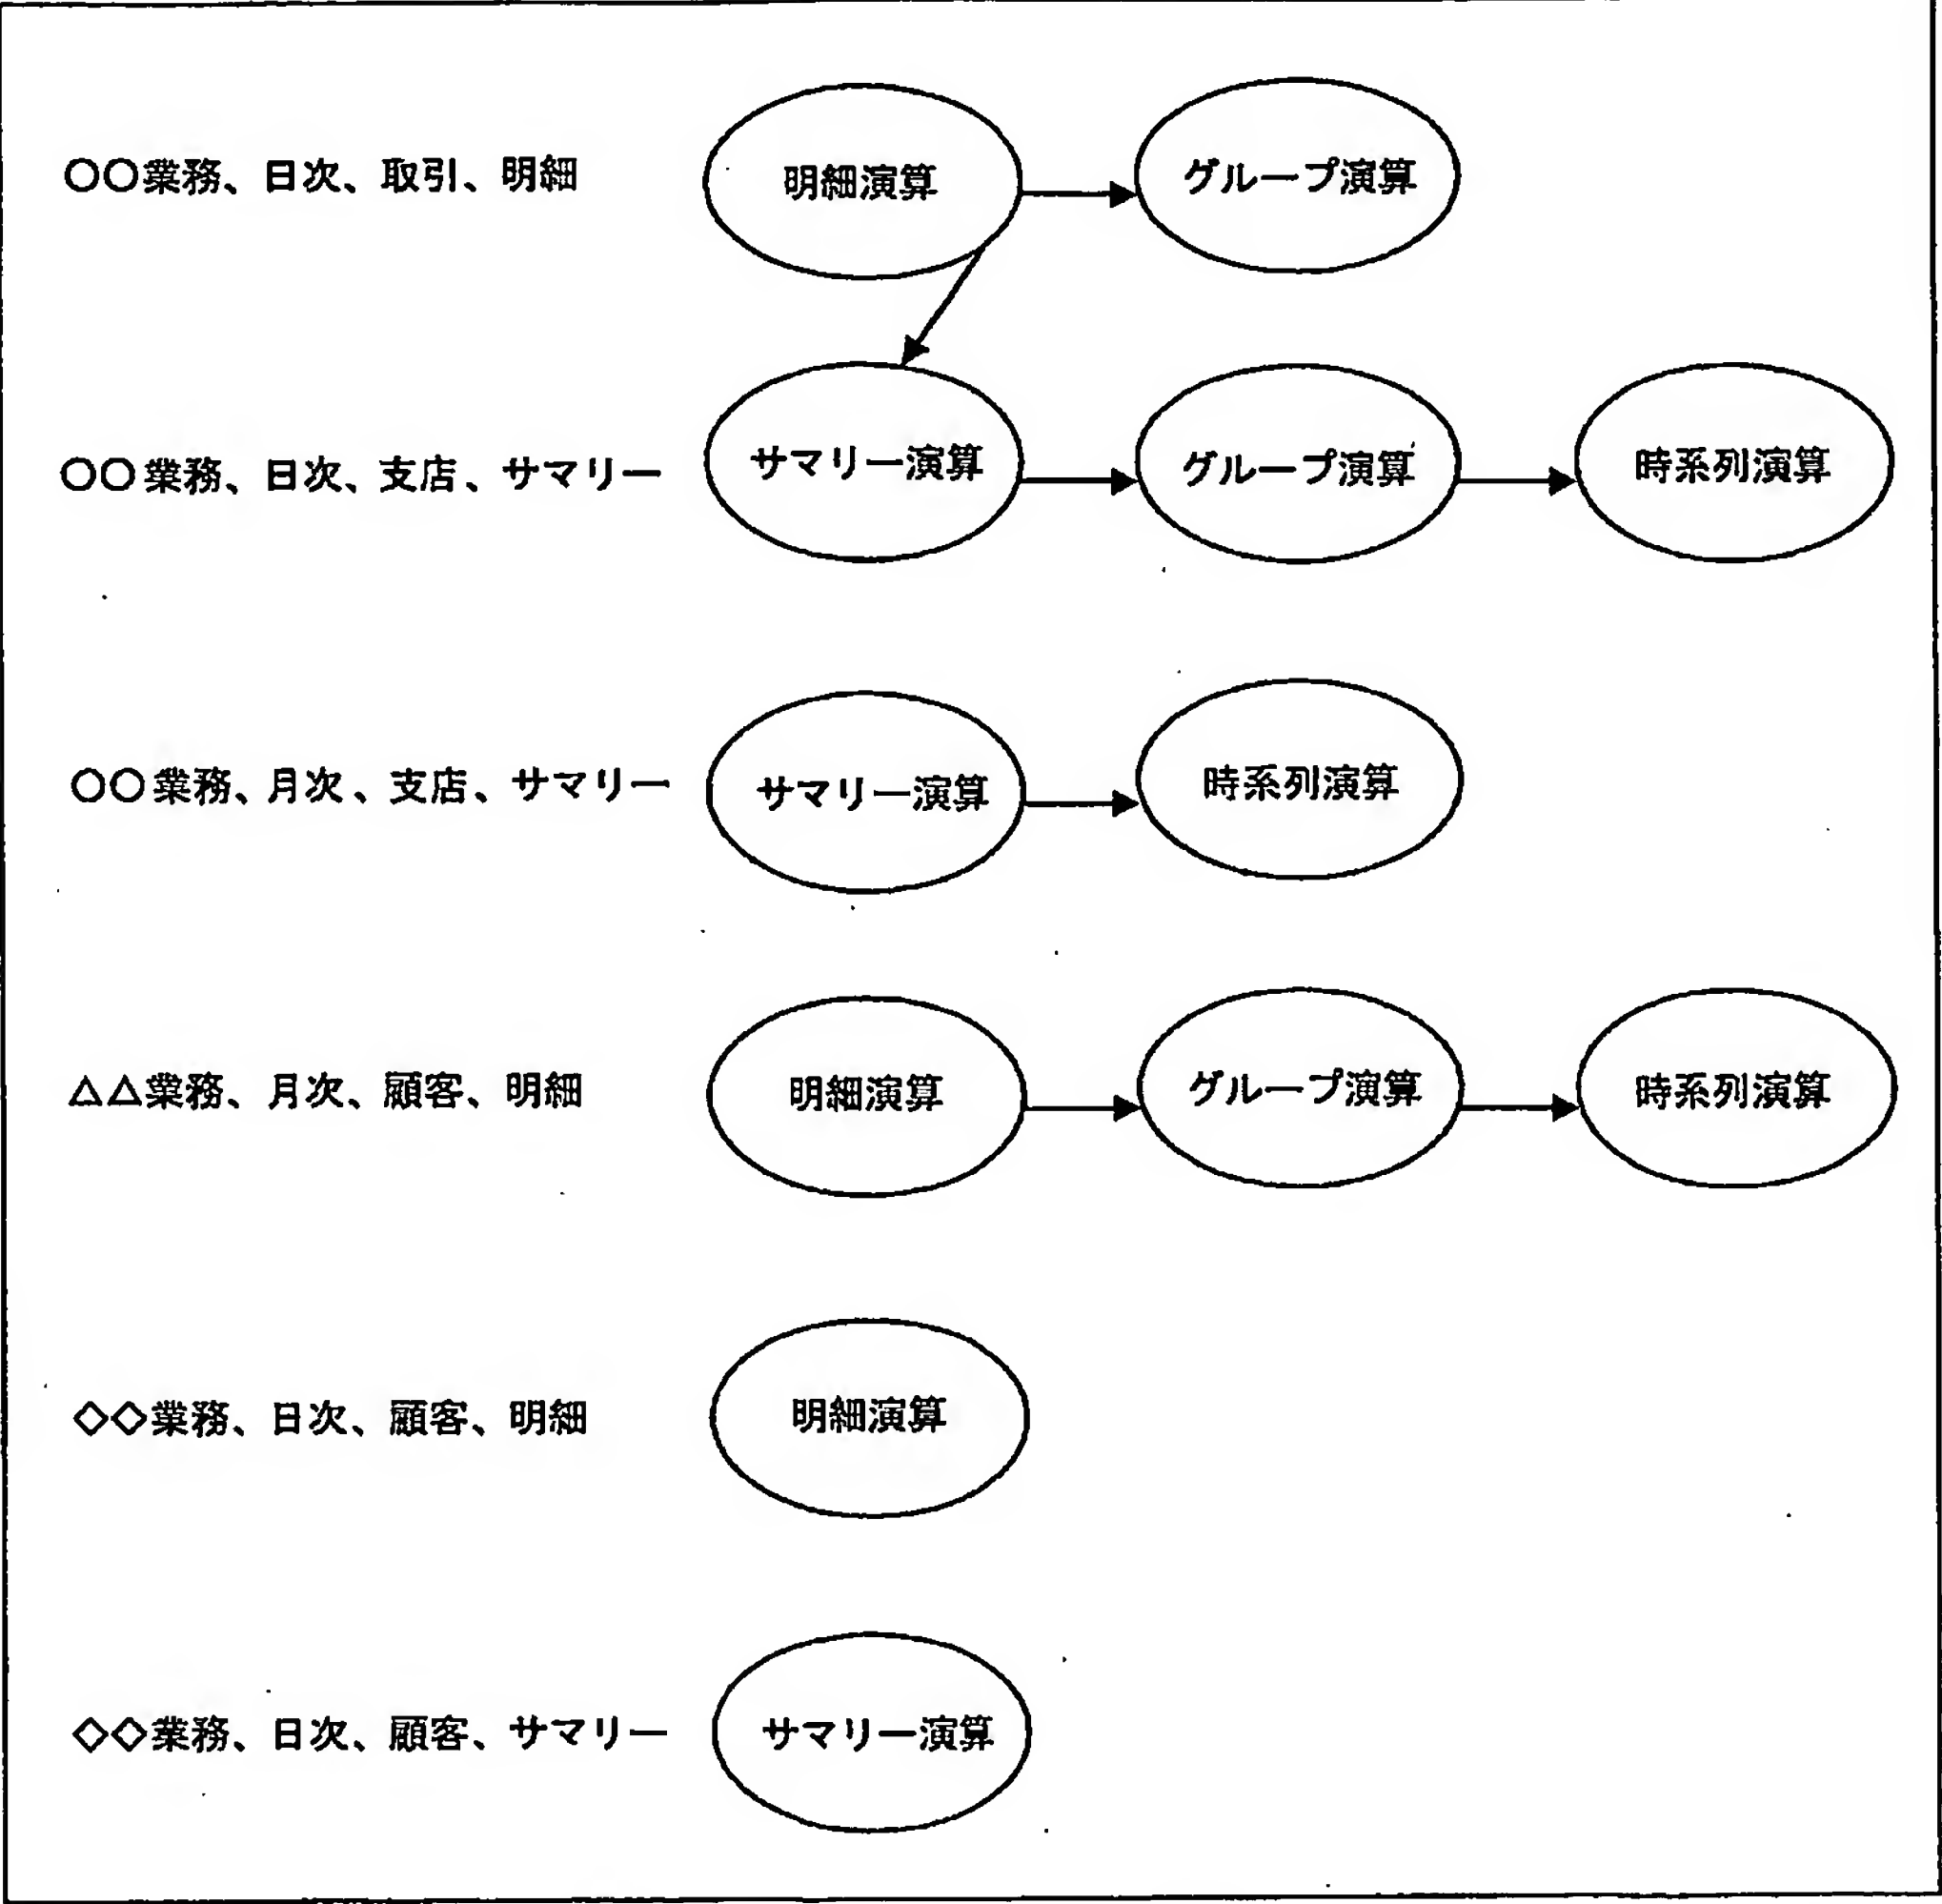 〇〇業務、日次、取引、明細 明細演算 グループ演算
〇〇業務、日次、支店、サマリー サマリー演算 グループ演算 時系列演算
〇〇業務、月次、支店、サマリー サマリー演算 時系列演算
△△業務、月次、顧客、明細 明細演算 グループ演算 時系列演算
◇◇業務、日次、顧客、明細 明細演算
◇◇業務、日次、顧客、サマリー サマリー演算